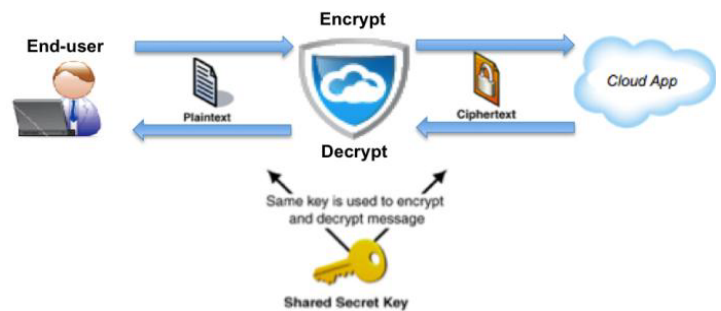 Encrypt
End-user
Cloud App
Plaintext
Ciphertext
Decrypt
Same key is used to encrypt
and decrypt message
Shared Secret Key